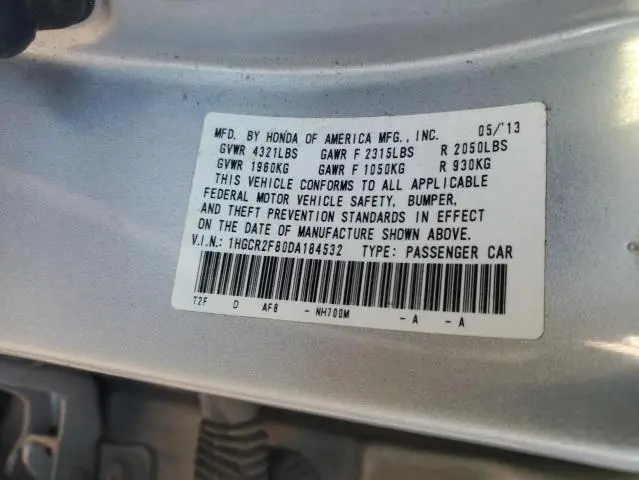 MFD. BY HONDA OF AMERICA MFG., INC. 05/'13
GVWR 4321LBS GAWR F 2315LBS R 2050LBS
GVWR 1960KG GAWR F 1050KG R 930KG
THIS VEHICLE CONFORMS TO ALL APPLICABLE
FEDERAL MOTOR VEHICLE SAFETY, BUMPER,
AND THEFT PREVENTION STANDARDS IN EFFECT
ON THE DATE OF MANUFACTURE SHOWN ABOVE.
V.I.N.: 1HGCR2F80DA184532 TYPE: PASSENGER CAR
T2F D AF8 - NH700M - A - A